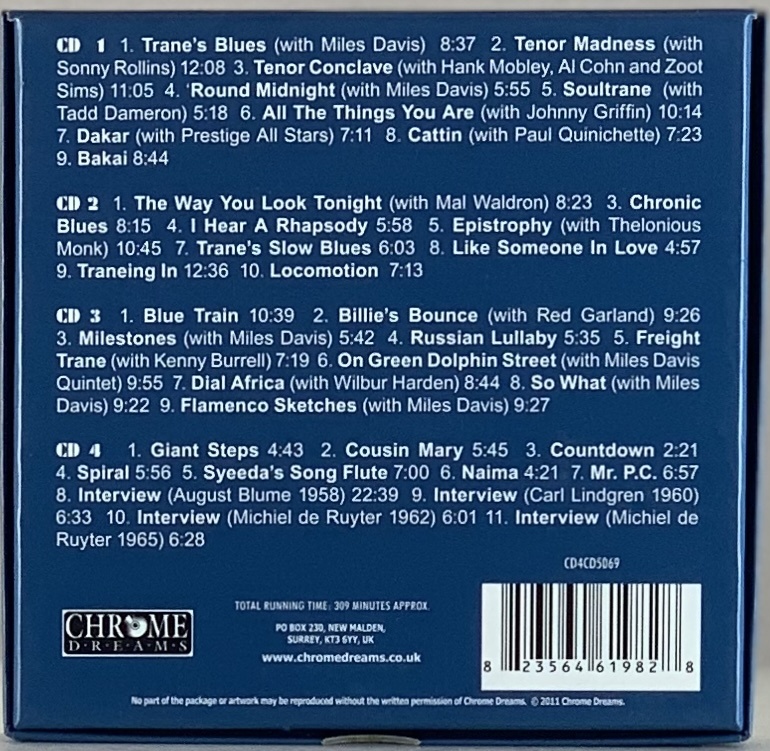 CD 1 1. Trane's Blues (with Miles Davis) 8:37 2. Tenor Madness (with
Sonny Rollins) 12:08 3. Tenor Conclave (with Hank Mobley, Al Cohn and Zoot
Sims) 11:05 4. 'Round Midnight (with Miles Davis) 5:55 5. Soultrane (with
Tadd Dameron) 5:18 6. All The Things You Are (with Johnny Griffin) 10:14
7. Dakar (with Prestige All Stars) 7:11 8. Cattin (with Paul Quinichette) 7:23
9. Bakai 8:44
CD 2 1. The Way You Look Tonight (with Mal Waldron) 8:23 3. Chronic
Blues 8:15 4. I Hear A Rhapsody 5:58 5. Epistrophy (with Thelonious
Monk) 10:45 7. Trane's Slow Blues 6:03 8. Like Someone In Love 4:57
9. Traneing In 12:36 10. Locomotion 7:13
CD 3 1. Blue Train 10:39 2. Billie's Bounce (with Red Garland) 9:26
3. Milestones (with Miles Davis) 5:42 4. Russian Lullaby 5:35 5. Freight
Trane (with Kenny Burrell) 7:19 6. On Green Dolphin Street (with Miles Davis
Quintet) 9:55 7. Dial Africa (with Wilbur Harden) 8:44 8. So What (with Miles
Davis) 9:22 9. Flamenco Sketches (with Miles Davis) 9:27
CD 4 1. Giant Steps 4:43 2. Cousin Mary 5:45 3. Countdown 2:21
4. Spiral 5:56 5. Syeeda's Song Flute 7:00 6. Naima 4:21 7. Mr. P.C. 6:57
8. Interview (August Blume 1958) 22:39 9. Interview (Carl Lindgren 1960)
6:33 10. Interview (Michiel de Ruyter 1962) 6:01 11. Interview (Michiel de
Ruyter 1965) 6:28
CD4CD5069
CHROME
D·R·E·A·M·S
TOTAL RUNNING TIME: 309 MINUTES APPROX.
PO BOX 230, NEW MALDEN,
SURREY, KT3 6YY, UK
www.chromedreams.co.uk
8 23564 61982 8
No part of the package or artwork may be reproduced without the written permission of Chrome Dreams. © 2011 Chrome Dreams.